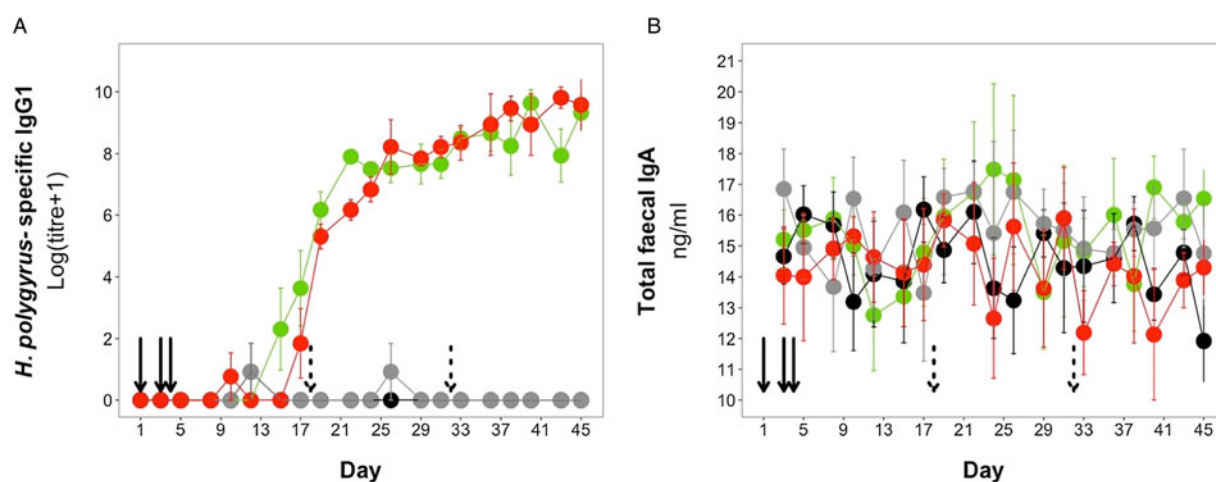 A
H. polygyrus- specific IgG1
Log(titre+1)
10
8
6
4
2
0
1 5 9 13 17 21 25 29 33 37 41 45
Day
B
Total faecal IgA
ng/ml
21
20
19
18
17
16
15
14
13
12
11
10
1 5 9 13 17 21 25 29 33 37 41 45
Day